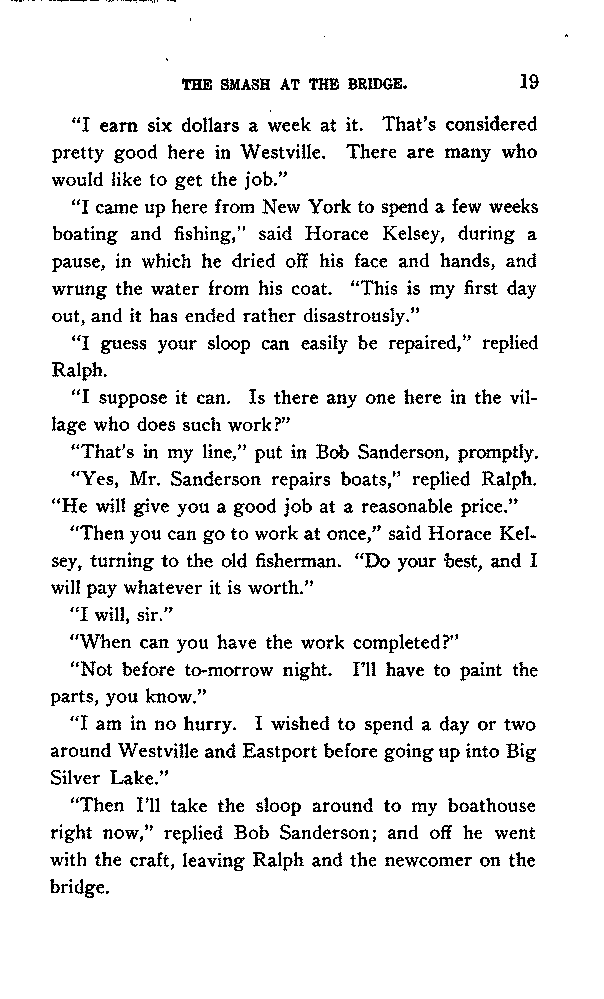 THE SMASH AT THE BRIDGE. 19
"I earn six dollars a week at it. That's considered
pretty good here in Westville. There are many who
would like to get the job."
"I came up here from New York to spend a few weeks
boating and fishing," said Horace Kelsey, during a
pause, in which he dried off his face and hands, and
wrung the water from his coat. "This is my first day
out, and it has ended rather disastrously."
"I guess your sloop can easily be repaired," replied
Ralph.
"I suppose it can. Is there any one here in the vil-
lage who does such work?"
"That's in my line," put in Bob Sanderson, promptly.
"Yes, Mr. Sanderson repairs boats," replied Ralph.
"He will give you a good job at a reasonable price."
"Then you can go to work at once," said Horace Kel-
sey, turning to the old fisherman. "Do your best, and I
will pay whatever it is worth."
"I will, sir."
"When can you have the work completed?"
"Not before to-morrow night. I'll have to paint the
parts, you know."
"I am in no hurry. I wished to spend a day or two
around Westville and Eastport before going up into Big
Silver Lake."
"Then I'll take the sloop around to my boathouse
right now," replied Bob Sanderson; and off he went
with the craft, leaving Ralph and the newcomer on the
bridge.